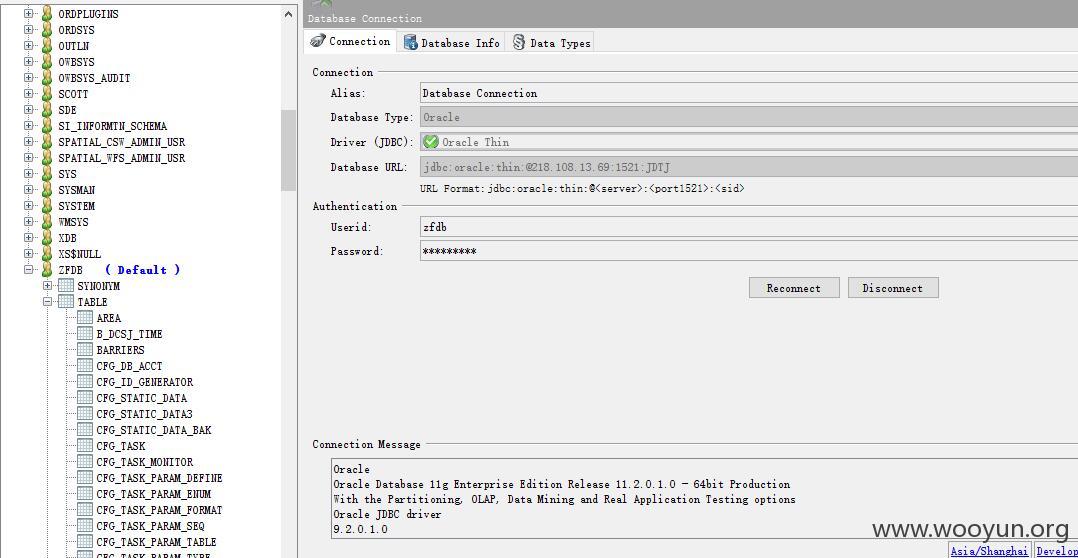 ORDPLUGINS
ORDSYS
OUTLN
OWBSYS
OWBSYS_AUDIT
SCOTT
SDE
SI_INFORMTN_SCHEMA
SPATIAL_CSW_ADMIN_USR
SPATIAL_WFS_ADMIN_USR
SYS
SYSMAN
SYSTEM
WMSYS
XDB
XS$NULL
ZFDB ( Default )
SYNONYM
TABLE
AREA
B_DCSJ_TIME
BARRIERS
CFG_DB_ACCT
CFG_ID_GENERATOR
CFG_STATIC_DATA
CFG_STATIC_DATA3
CFG_STATIC_DATA_BAK
CFG_TASK
CFG_TASK_MONITOR
CFG_TASK_PARAM_DEFINE
CFG_TASK_PARAM_ENUM
CFG_TASK_PARAM_FORMAT
CFG_TASK_PARAM_SEQ
CFG_TASK_PARAM_TABLE
CFG_TASK_PARAM_TYPE
Database Connection
Connection Database Info Data Types
Connection
Alias: Database Connection
Database Type: Oracle
Driver (JDBC): Oracle Thin
Database URL: jdbc:oracle:thin:@218.108.13.69:1521:JDTJ
URL Format: jdbc:oracle:thin:@<server>:<port1521>:<sid>
Authentication
Userid: zfdb
Password: *********
Reconnect Disconnect
Connection Message
Oracle
Oracle Database 11g Enterprise Edition Release 11.2.0.1.0 - 64bit Production
With the Partitioning, OLAP, Data Mining and Real Application Testing options
Oracle JDBC driver
9.2.0.1.0
www.wooyun.org
Asia/Shanghai Develop